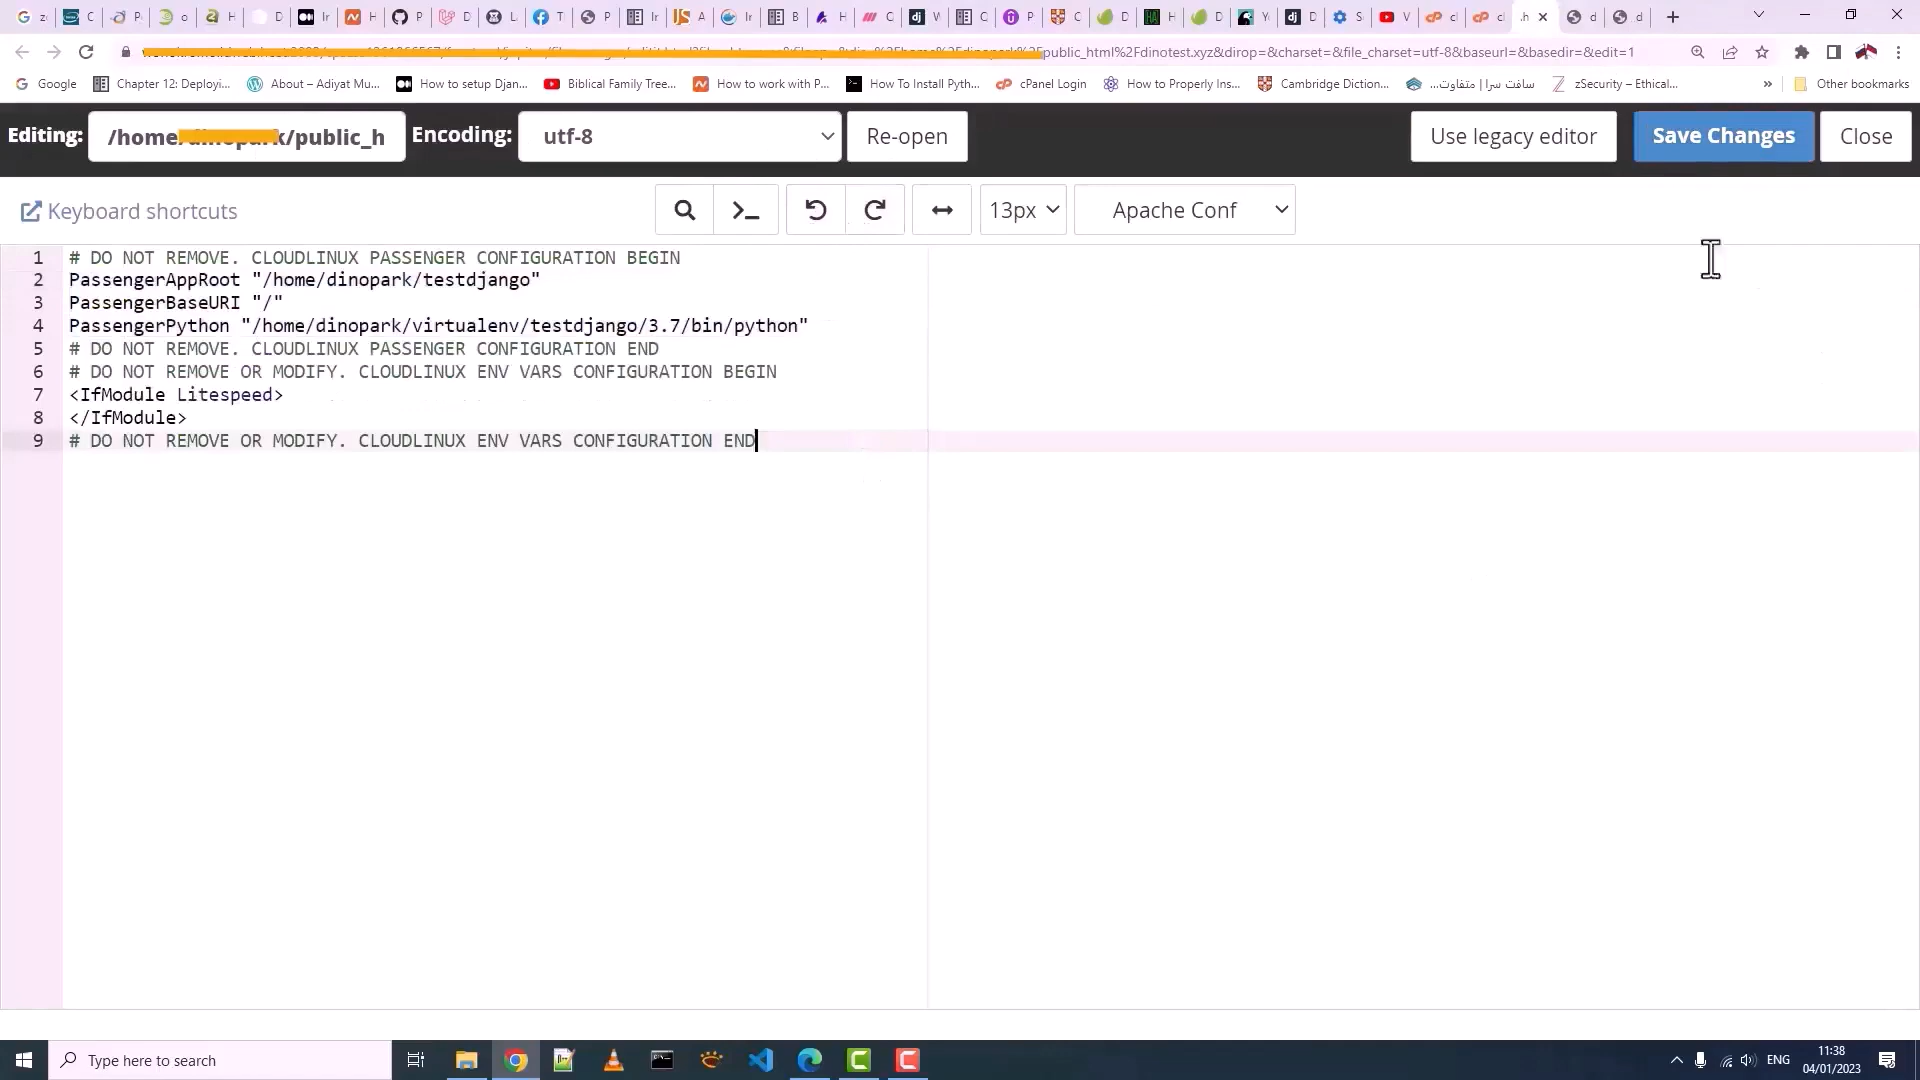 public_html%2Fdinotest.xyz&dirop=&charset=&file_charset=utf-8&baseurl=&basedir=&edit=1
Google
Chapter 12: Deployi...
About – Adiyat Mu...
How to setup Djan...
Biblical Family Tree...
How to work with P...
How To Install Pyth...
cPanel Login
How to Properly Ins...
Cambridge Diction...
سافت سرا | متفاوت...
zSecurity – Ethical...
»
Other bookmarks
Editing:
/home/dinopark/public_h
Encoding:
utf-8
Re-open
Use legacy editor
Save Changes
Close
Keyboard shortcuts
13px
Apache Conf
1 # DO NOT REMOVE. CLOUDLINUX PASSENGER CONFIGURATION BEGIN
2 PassengerAppRoot "/home/dinopark/testdjango"
3 PassengerBaseURI "/"
4 PassengerPython "/home/dinopark/virtualenv/testdjango/3.7/bin/python"
5 # DO NOT REMOVE. CLOUDLINUX PASSENGER CONFIGURATION END
6 # DO NOT REMOVE OR MODIFY. CLOUDLINUX ENV VARS CONFIGURATION BEGIN
7 <IfModule Litespeed>
8 </IfModule>
9 # DO NOT REMOVE OR MODIFY. CLOUDLINUX ENV VARS CONFIGURATION END
Type here to search
ENG
11:38
04/01/2023